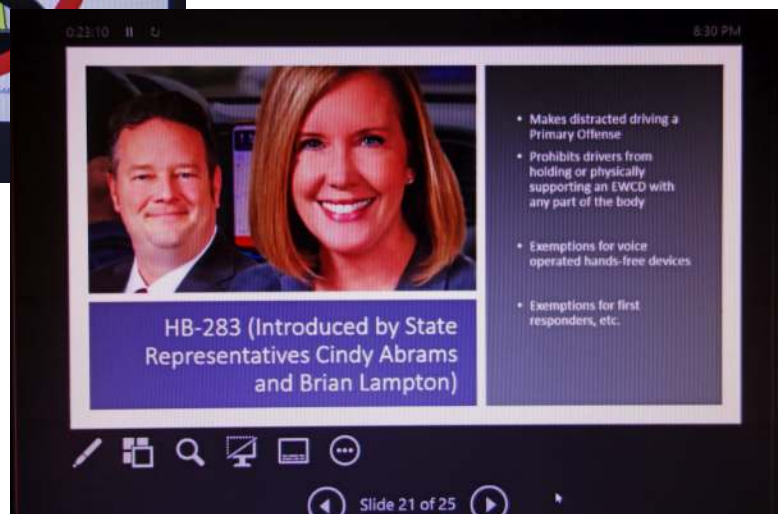 0:23:10
8:30 PM
HB-283 (Introduced by State
Representatives Cindy Abrams
and Brian Lampton)
• Makes distracted driving a
Primary Offense
• Prohibits drivers from
holding or physically
supporting an EWCD with
any part of the body
• Exemptions for voice
operated hands-free devices
• Exemptions for first
responders, etc.
Slide 21 of 25